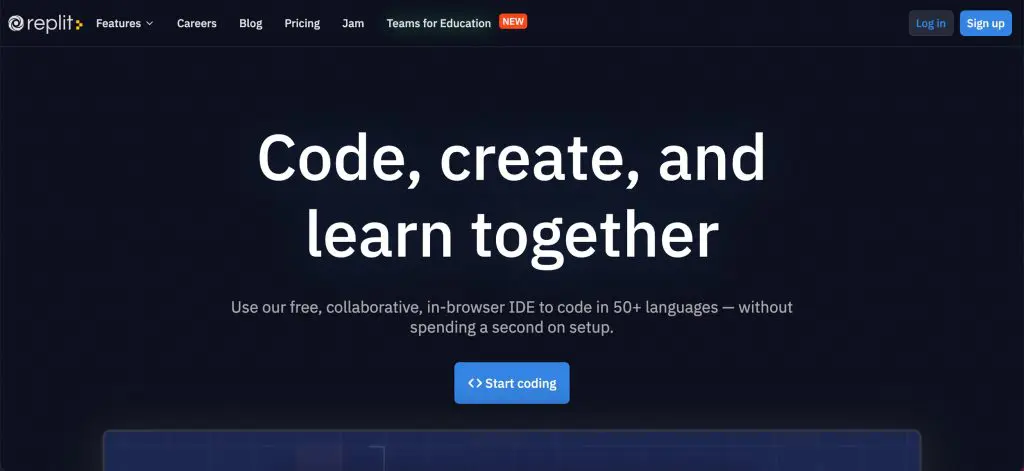 replit
Features
Careers
Blog
Pricing
Jam
Teams for Education
NEW
Log in
Sign up
Code, create, and
learn together
Use our free, collaborative, in-browser IDE to code in 50+ languages — without
spending a second on setup.
<> Start coding